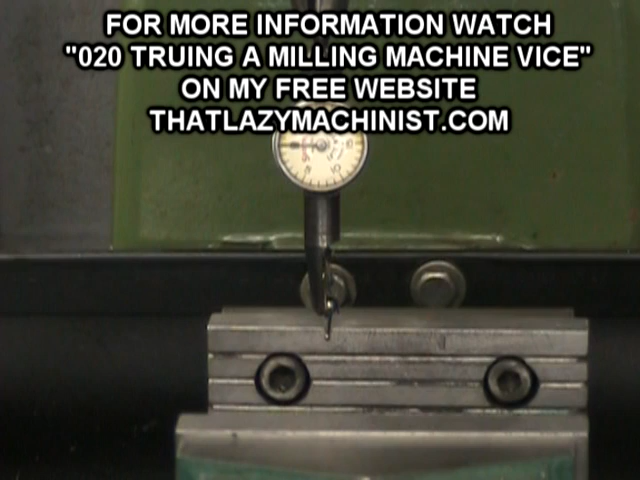 FOR MORE INFORMATION WATCH
"020 TRUING A MILLING MACHINE VICE"
ON MY FREE WEBSITE
THATLAZYMACHINIST.COM